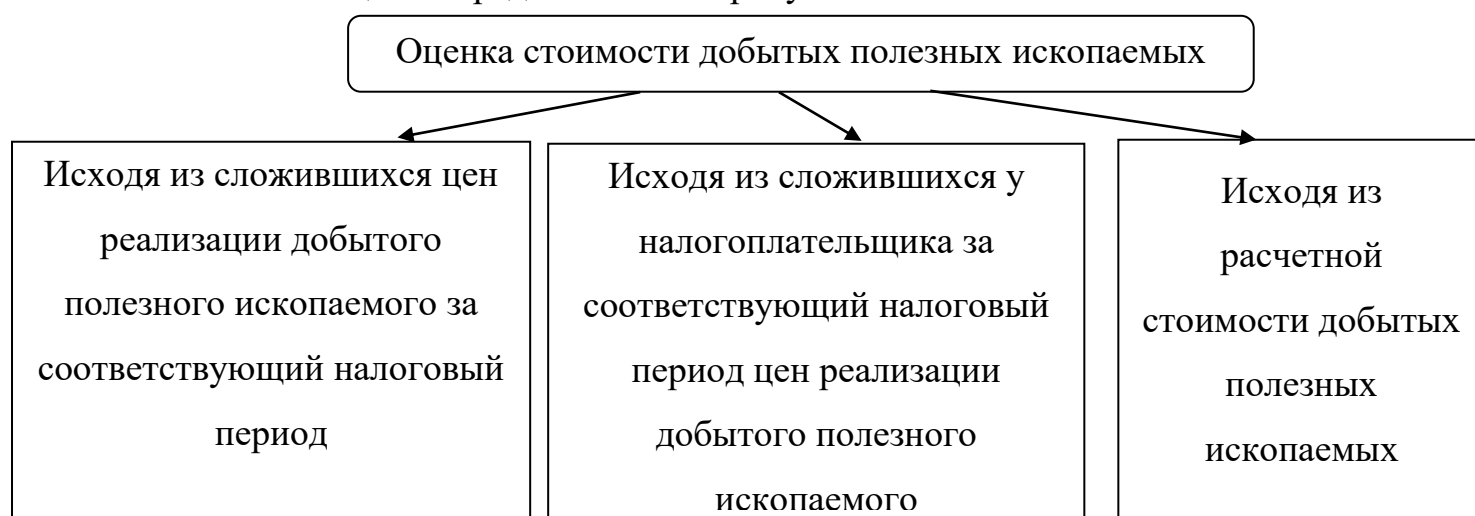 Оценка стоимости добытых полезных ископаемых
Исходя из сложившихся цен
реализации добытого
полезного ископаемого за
соответствующий налоговый
период
Исходя из сложившихся у
налогоплательщика за
соответствующий налоговый
период цен реализации
добытого полезного
ископаемого
Исходя из
расчетной
стоимости добытых
полезных
ископаемых